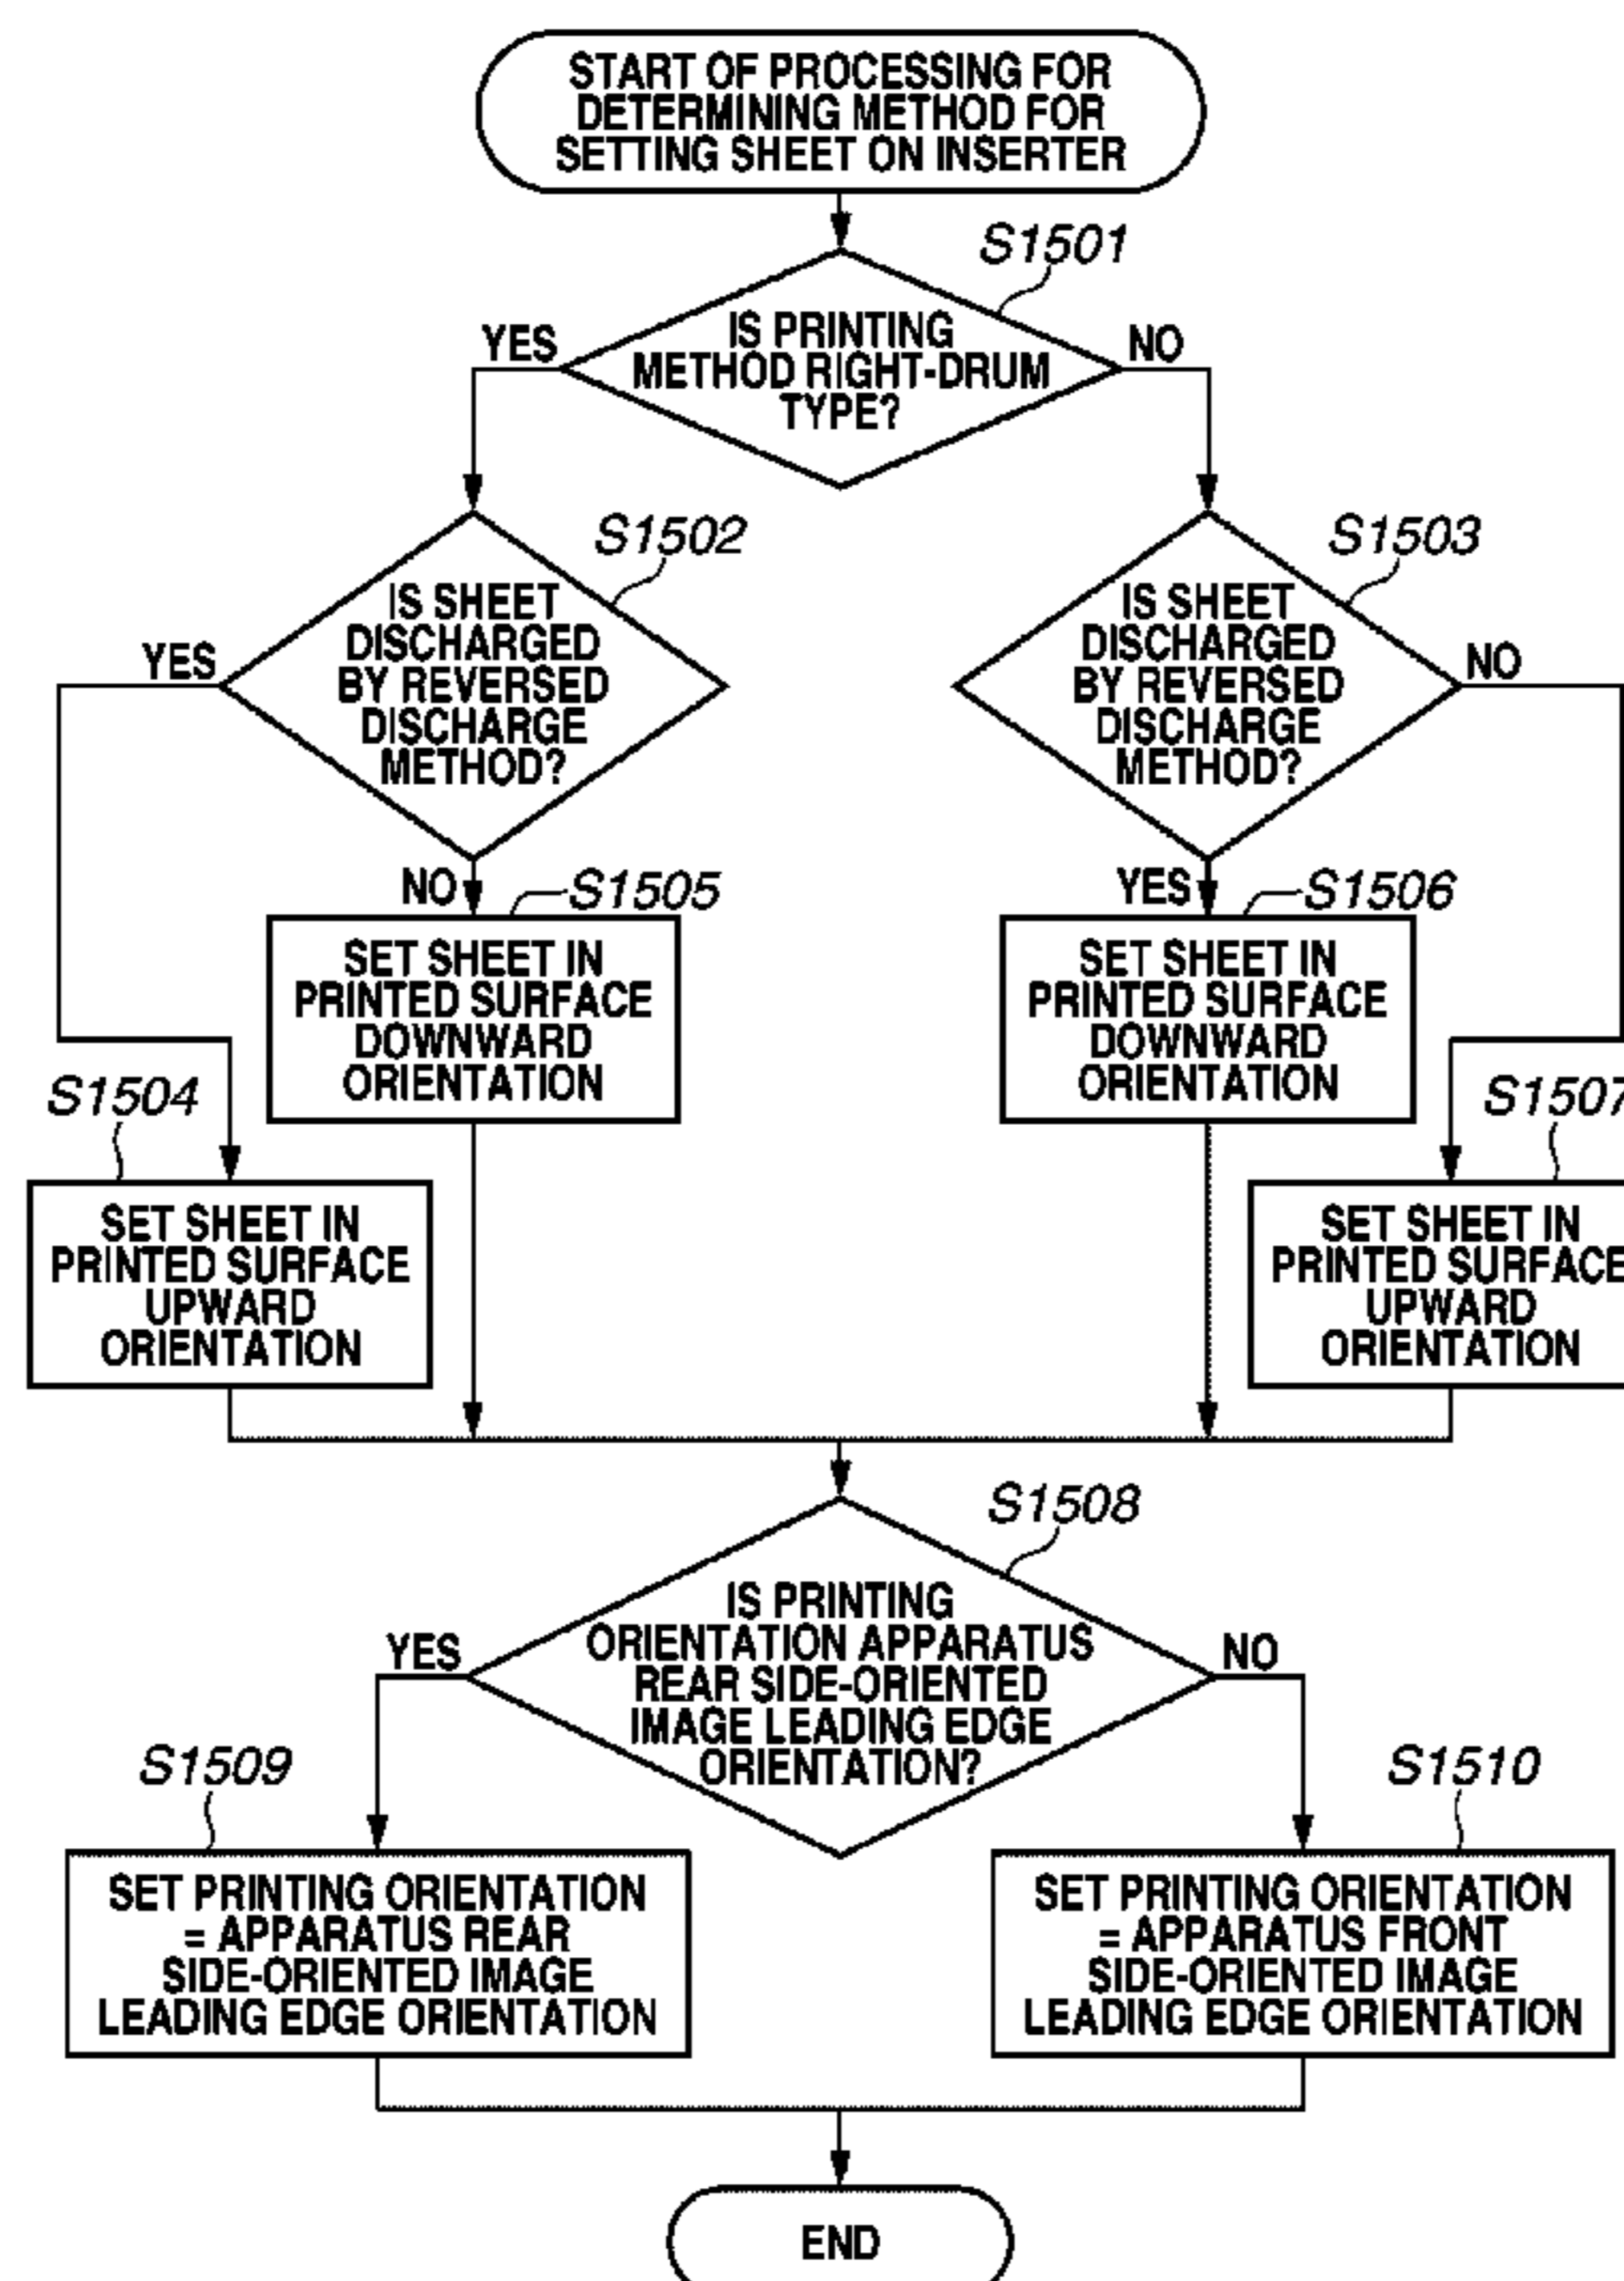 START OF PROCESSING FOR
DETERMINING METHOD FOR
SETTING SHEET ON INSERTER
S1501
YES
NO
IS PRINTING
METHOD RIGHT-DRUM
TYPE?
S1502
S1503
IS SHEET
DISCHARGED
BY REVERSED
DISCHARGE
METHOD?
YES
IS SHEET
DISCHARGED
BY REVERSED
DISCHARGE
METHOD?
NO
NO
S1505
YES
S1506
SET SHEET IN
PRINTED SURFACE
DOWNWARD
ORIENTATION
SET SHEET IN
PRINTED SURFACE
DOWNWARD
ORIENTATION
S1504
S1507
SET SHEET IN
PRINTED SURFACE
UPWARD
ORIENTATION
SET SHEET IN
PRINTED SURFACE
UPWARD
ORIENTATION
S1508
IS PRINTING
ORIENTATION APPARATUS
REAR SIDE-ORIENTED
IMAGE LEADING EDGE
ORIENTATION?
YES
NO
S1509
S1510
SET PRINTING ORIENTATION
= APPARATUS REAR
SIDE-ORIENTED IMAGE
LEADING EDGE ORIENTATION
SET PRINTING ORIENTATION
= APPARATUS FRONT
SIDE-ORIENTED IMAGE
LEADING EDGE ORIENTATION
END